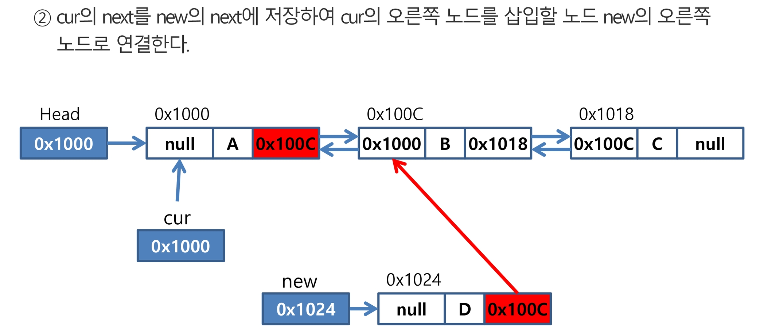 ② cur의 next를 new의 next에 저장하여 cur의 오른쪽 노드를 삽입할 노드 new의 오른쪽
노드로 연결한다.
Head 0x1000 0x100C 0x1018
0x1000 null A 0x100C 0x1000 B 0x1018 0x100C C null
cur
0x1000
new 0x1024
0x1024 null D 0x100C